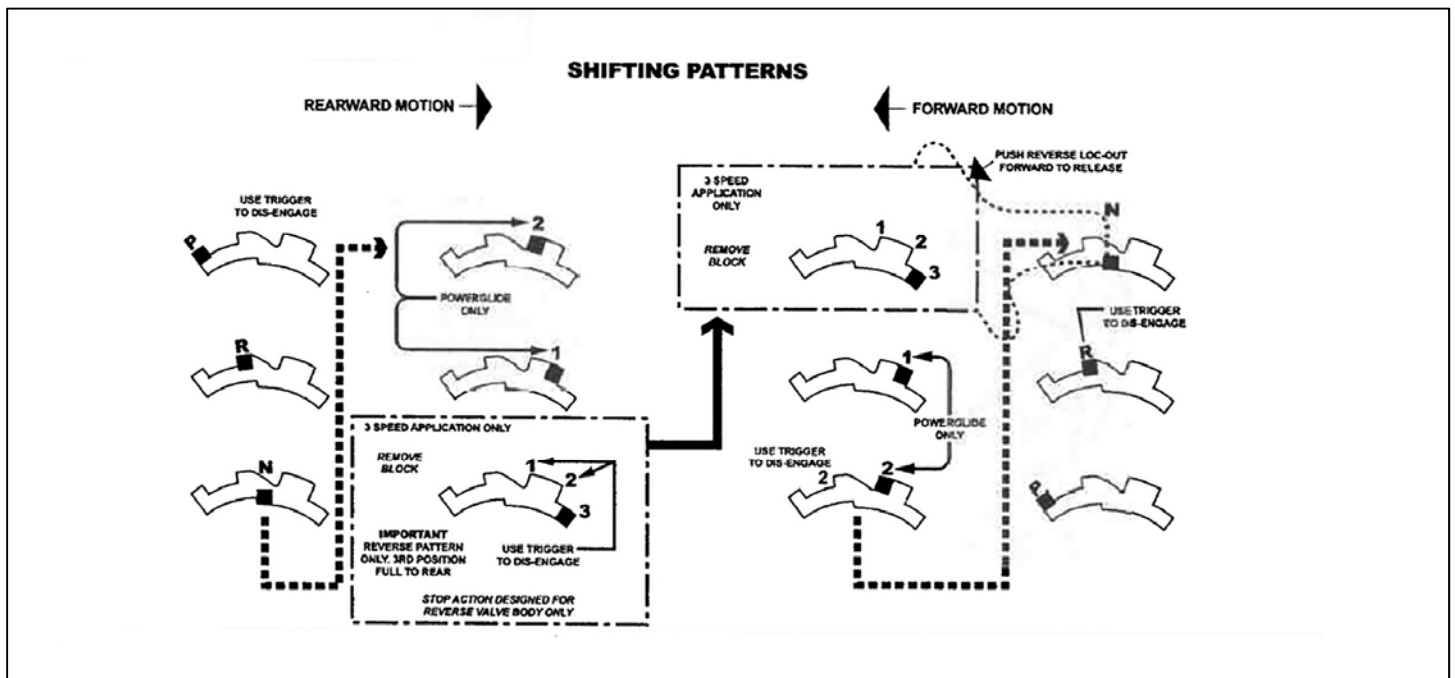 SHIFTING PATTERNS
REARWARD MOTION
FORWARD MOTION
USE TRIGGER
TO DIS-ENGAGE
P
R
N
2
POWERGLIDE
ONLY
1
3 SPEED APPLICATION ONLY
REMOVE
BLOCK
1
2
3
IMPORTANT
REVERSE PATTERN
ONLY. 3RD POSITION
FULL TO REAR
USE TRIGGER
TO DIS-ENGAGE
STOP ACTION DESIGNED FOR
REVERSE VALVE BODY ONLY
3 SPEED
APPLICATION
ONLY
REMOVE
BLOCK
1
2
3
PUSH REVERSE LOC-OUT
FORWARD TO RELEASE
1
POWERGLIDE
ONLY
USE TRIGGER
TO DIS-ENGAGE
2
2
N
USE TRIGGER
TO DIS-ENGAGE
R
P